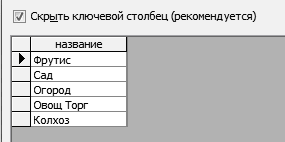 Скрыть ключевой столбец (рекомендуется)
название
Фрутис
Сад
Огород
Овощ Торг
Колхоз